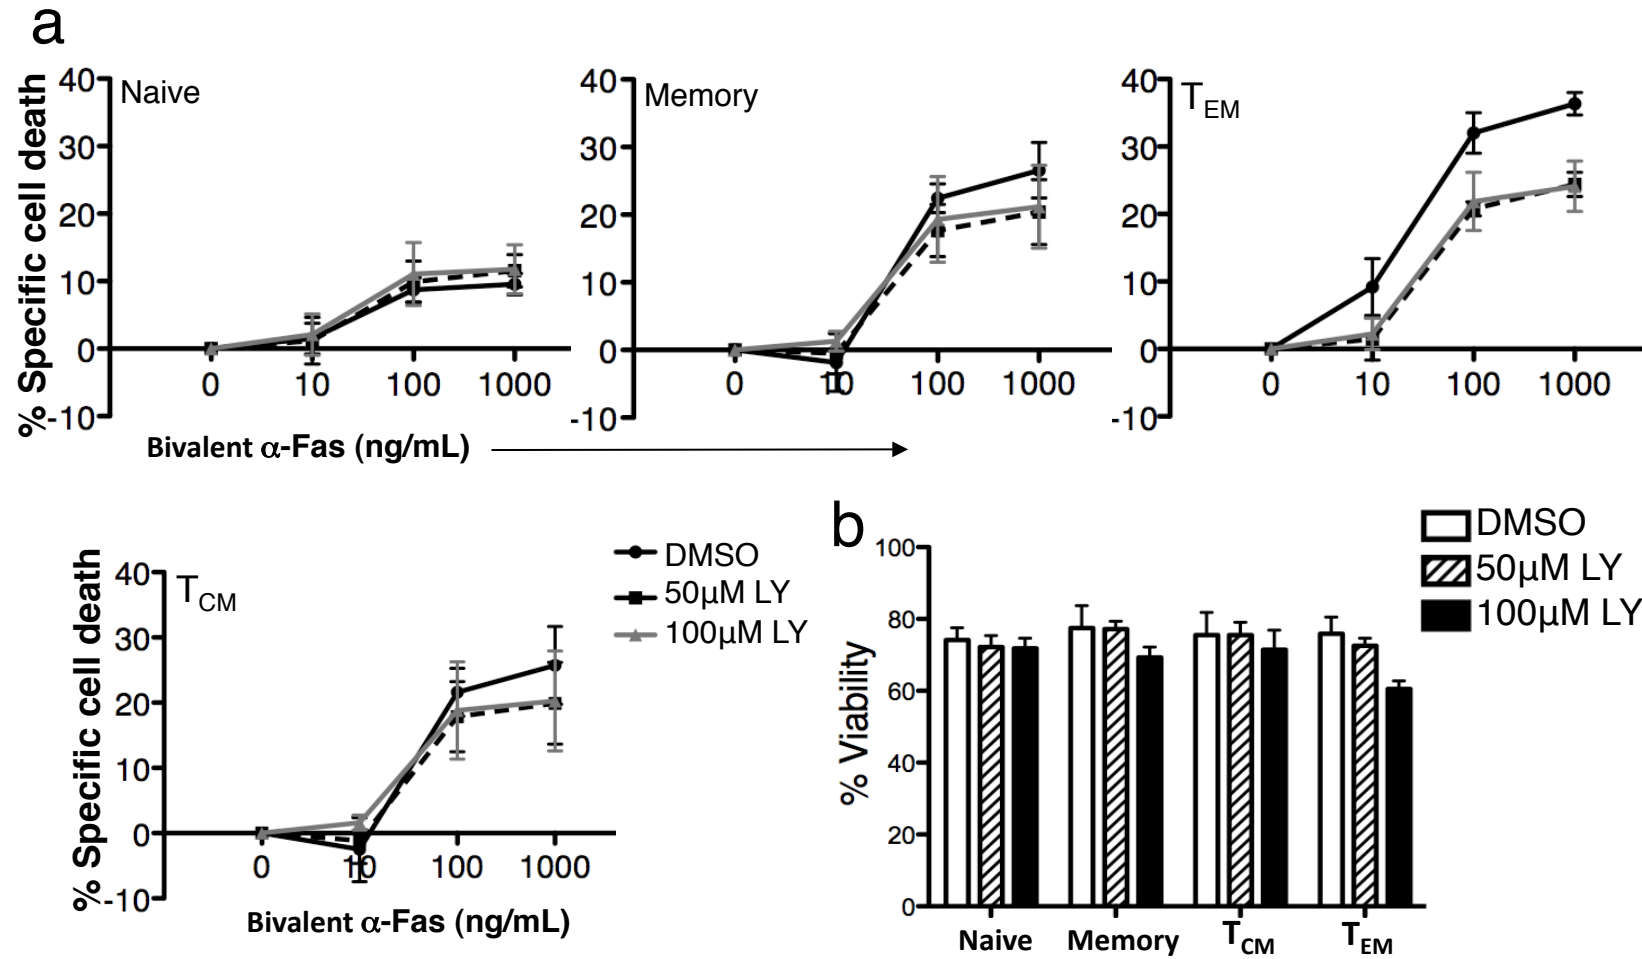 a
Naive
Memory
TEM
% Specific cell death
40
30
20
10
0
-10
0 10 100 1000
40
30
20
10
0
-10
0 10 100 1000
40
30
20
10
0
-10
0 10 100 1000
Bivalent α-Fas (ng/mL)
TCM
% Specific cell death
40
30
20
10
0
-10
0 10 100 1000
Bivalent α-Fas (ng/mL)
DMSO
50µM LY
100µM LY
b
% Viability
100
80
60
40
20
0
Naive Memory TCM TEM
DMSO
50µM LY
100µM LY